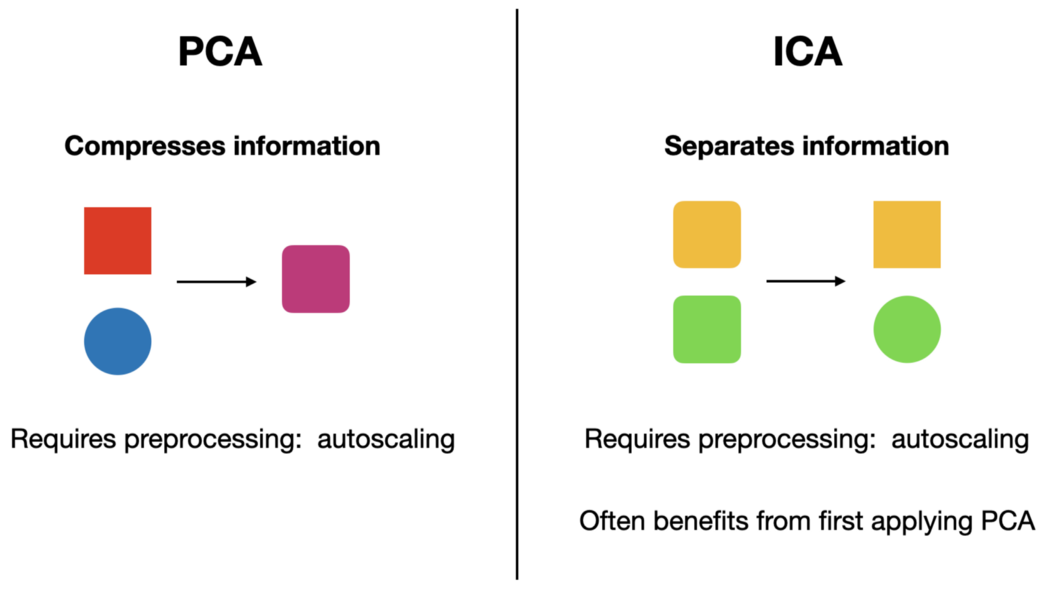 PCA
Compresses information
Requires preprocessing: autoscaling
ICA
Separates information
Requires preprocessing: autoscaling
Often benefits from first applying PCA